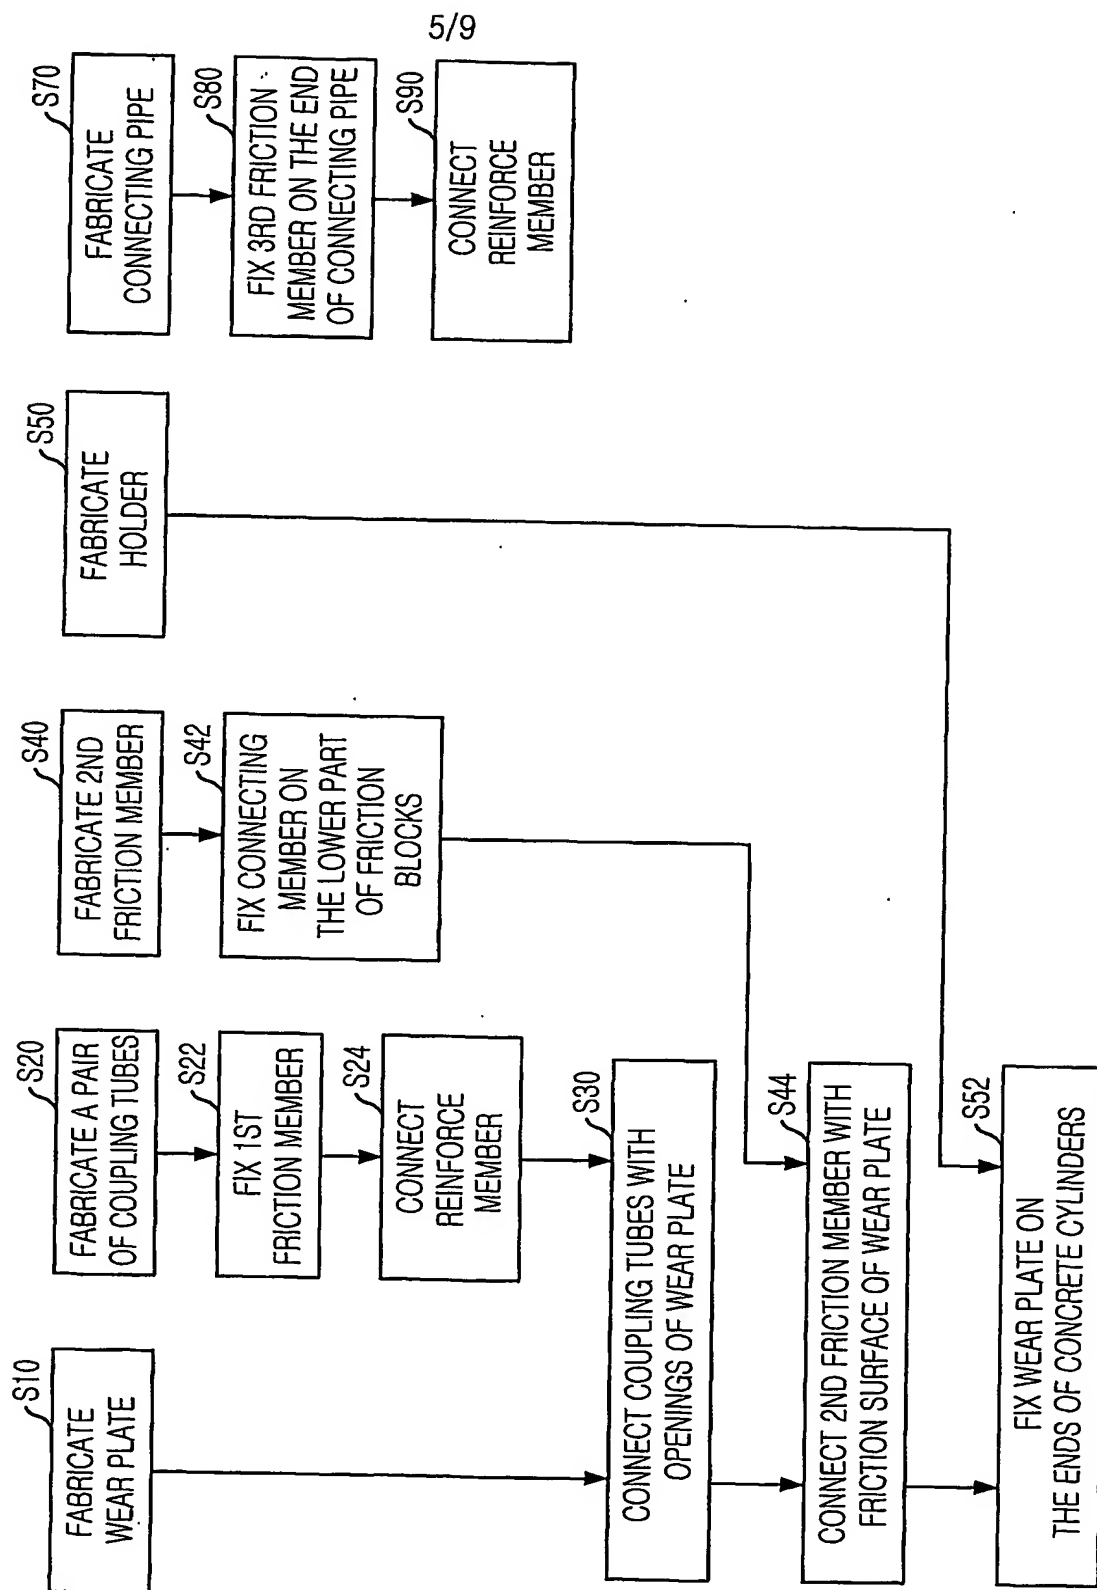 5/9
S10
FABRICATE
WEAR PLATE
S20
FABRICATE A PAIR
OF COUPLING TUBES
S22
FIX 1ST
FRICTION MEMBER
S24
CONNECT
REINFORCE
MEMBER
S30
CONNECT COUPLING TUBES WITH
OPENINGS OF WEAR PLATE
S40
FABRICATE 2ND
FRICTION MEMBER
S42
FIX CONNECTING
MEMBER ON
THE LOWER PART
OF FRICTION
BLOCKS
S44
CONNECT 2ND FRICTION MEMBER WITH
FRICTION SURFACE OF WEAR PLATE
S50
FABRICATE
HOLDER
S52
FIX WEAR PLATE ON
THE ENDS OF CONCRETE CYLINDERS
S70
FABRICATE
CONNECTING PIPE
S80
FIX 3RD FRICTION
MEMBER ON THE END
OF CONNECTING PIPE
S90
CONNECT
REINFORCE
MEMBER